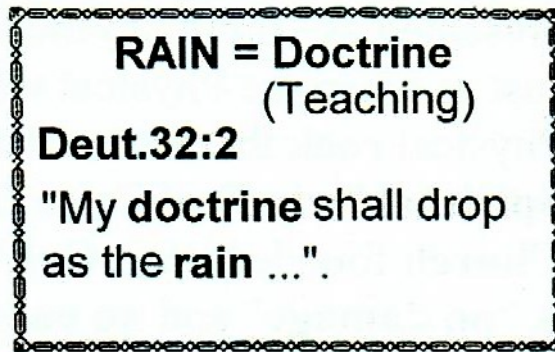 RAIN = Doctrine
(Teaching)
Deut.32:2
"My doctrine shall drop
as the rain ...".